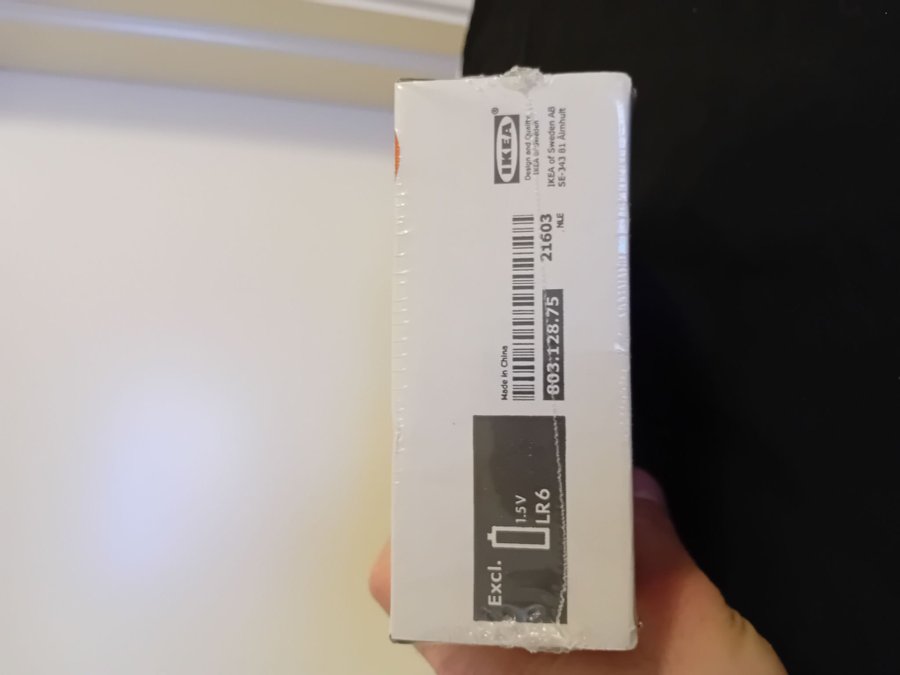 Excl.
1.5V
LR6
Made in China
803.128.75
21603
MLE
IKEA®
Design and Quality
IKEA of Sweden
IKEA of Sweden AB
SE-343 81 Älmhult